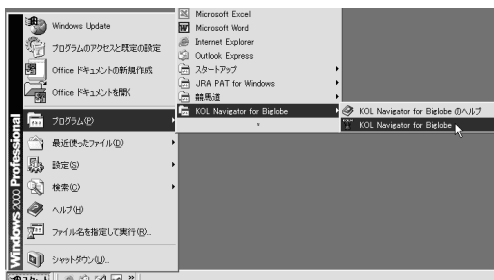 Windows Update
プログラムのアクセスと既定の設定
Office ドキュメントの新規作成
Office ドキュメントを開く
プログラム(P)
最近使ったファイル(D)
設定(S)
検索(C)
ヘルプ(H)
ファイル名を指定して実行(R)...
シャットダウン(U)...
Windows 2000 Professional
スタート
Microsoft Excel
Microsoft Word
Internet Explorer
Outlook Express
スタートアップ
JRA PAT for Windows
競馬道
KOL Navigator for Biglobe
KOL Navigator for Biglobe のヘルプ
KOL Navigator for Biglobe